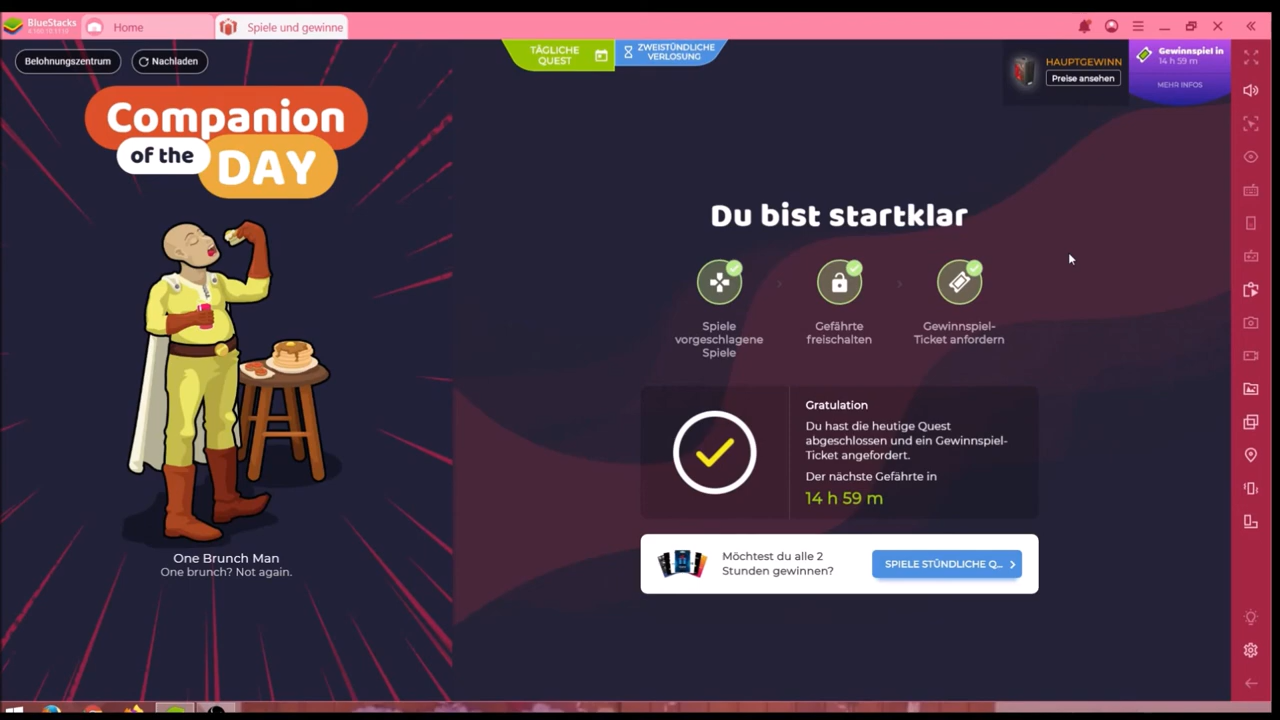 BlueStacks
Home
Spiele und gewinne
Belohnungszentrum
Nachladen
TÄGLICHE
QUEST
ZWEISTÜNDLICHE
VERLOSUNG
HAUPTGEWINN
Preise ansehen
Gewinnspiel in
14 h 59 m
MEHR INFOS
Companion
of the
DAY
One Brunch Man
One brunch? Not again.
Du bist startklar
Spiele
vorgeschlagene
Spiele
Gefährte
freischalten
Gewinnspiel-
Ticket anfordern
Gratulation
Du hast die heutige Quest
abgeschlossen und ein Gewinnspiel-
Ticket angefordert.
Der nächste Gefährte in
14 h 59 m
Möchtest du alle 2
Stunden gewinnen?
SPIELE STÜNDLICHE Q...